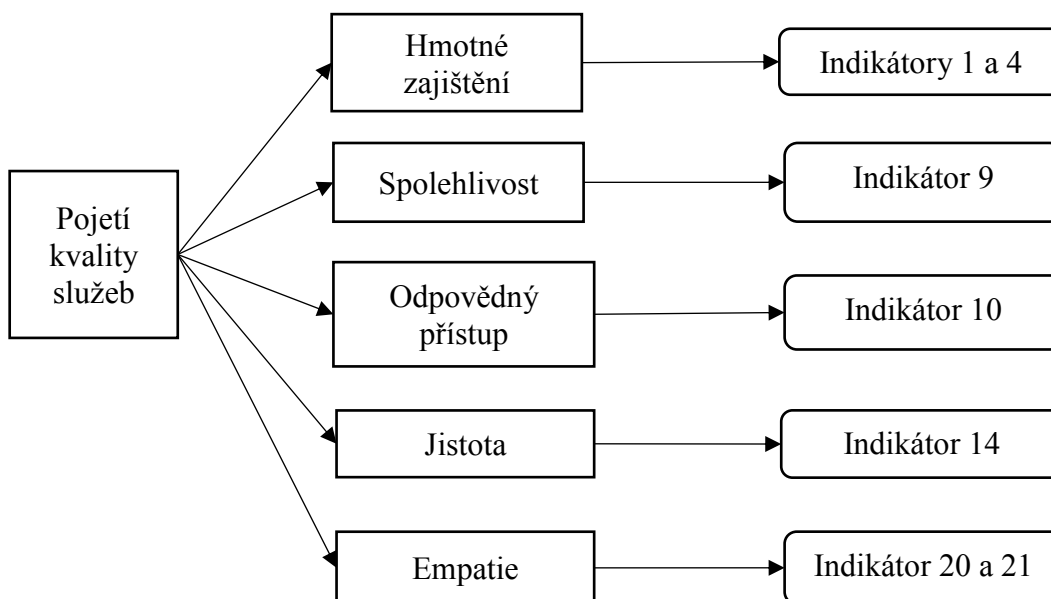 Hmotné
zajištění
Indikátory 1 a 4
Spolehlivost
Indikátor 9
Pojetí
kvality
služeb
Odpovědný
přístup
Indikátor 10
Jistota
Indikátor 14
Empatie
Indikátor 20 a 21